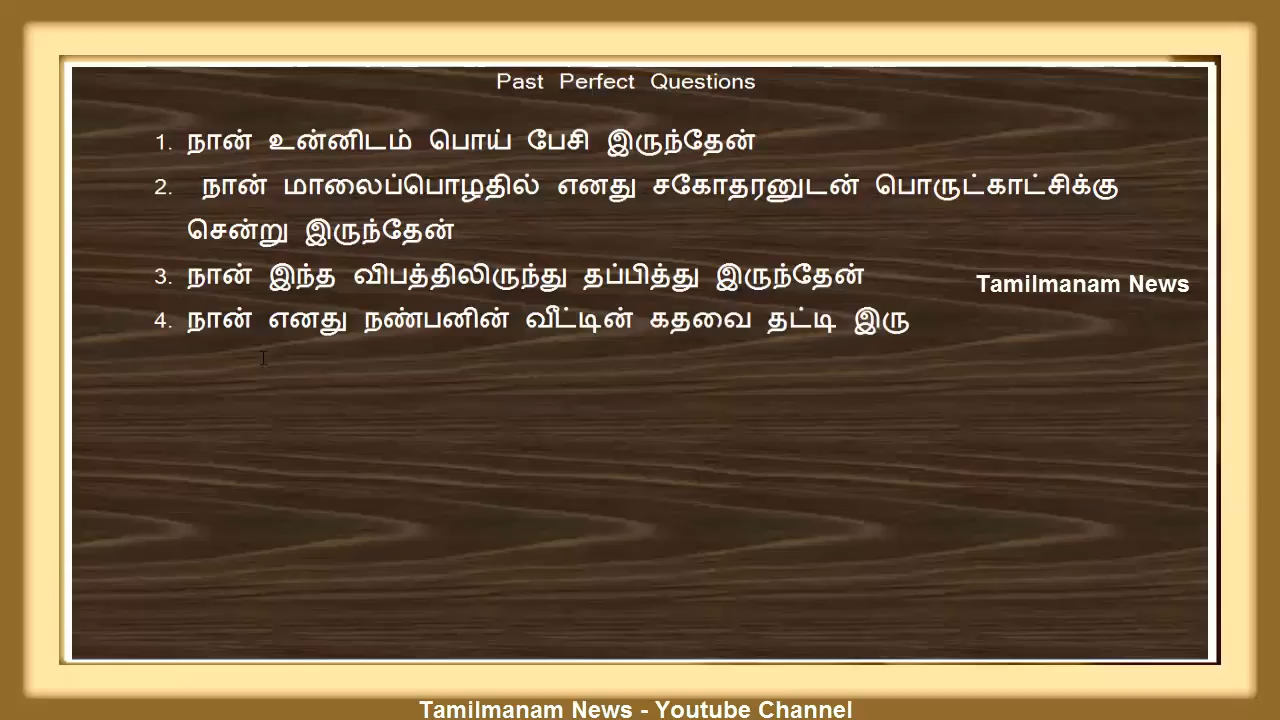 Past Perfect Questions
1. நான் உன்னிடம் பொய் பேசி இருந்தேன்
2. நான் மாலைப்பொழதில் எனது சகோதரனுடன் பொருட்காட்சிக்கு
சென்று இருந்தேன்
3. நான் இந்த விபத்திலிருந்து தப்பித்து இருந்தேன்
Tamilmanam News
4. நான் எனது நண்பனின் வீட்டின் கதவை தட்டி இரு
Tamilmanam News - Youtube Channel